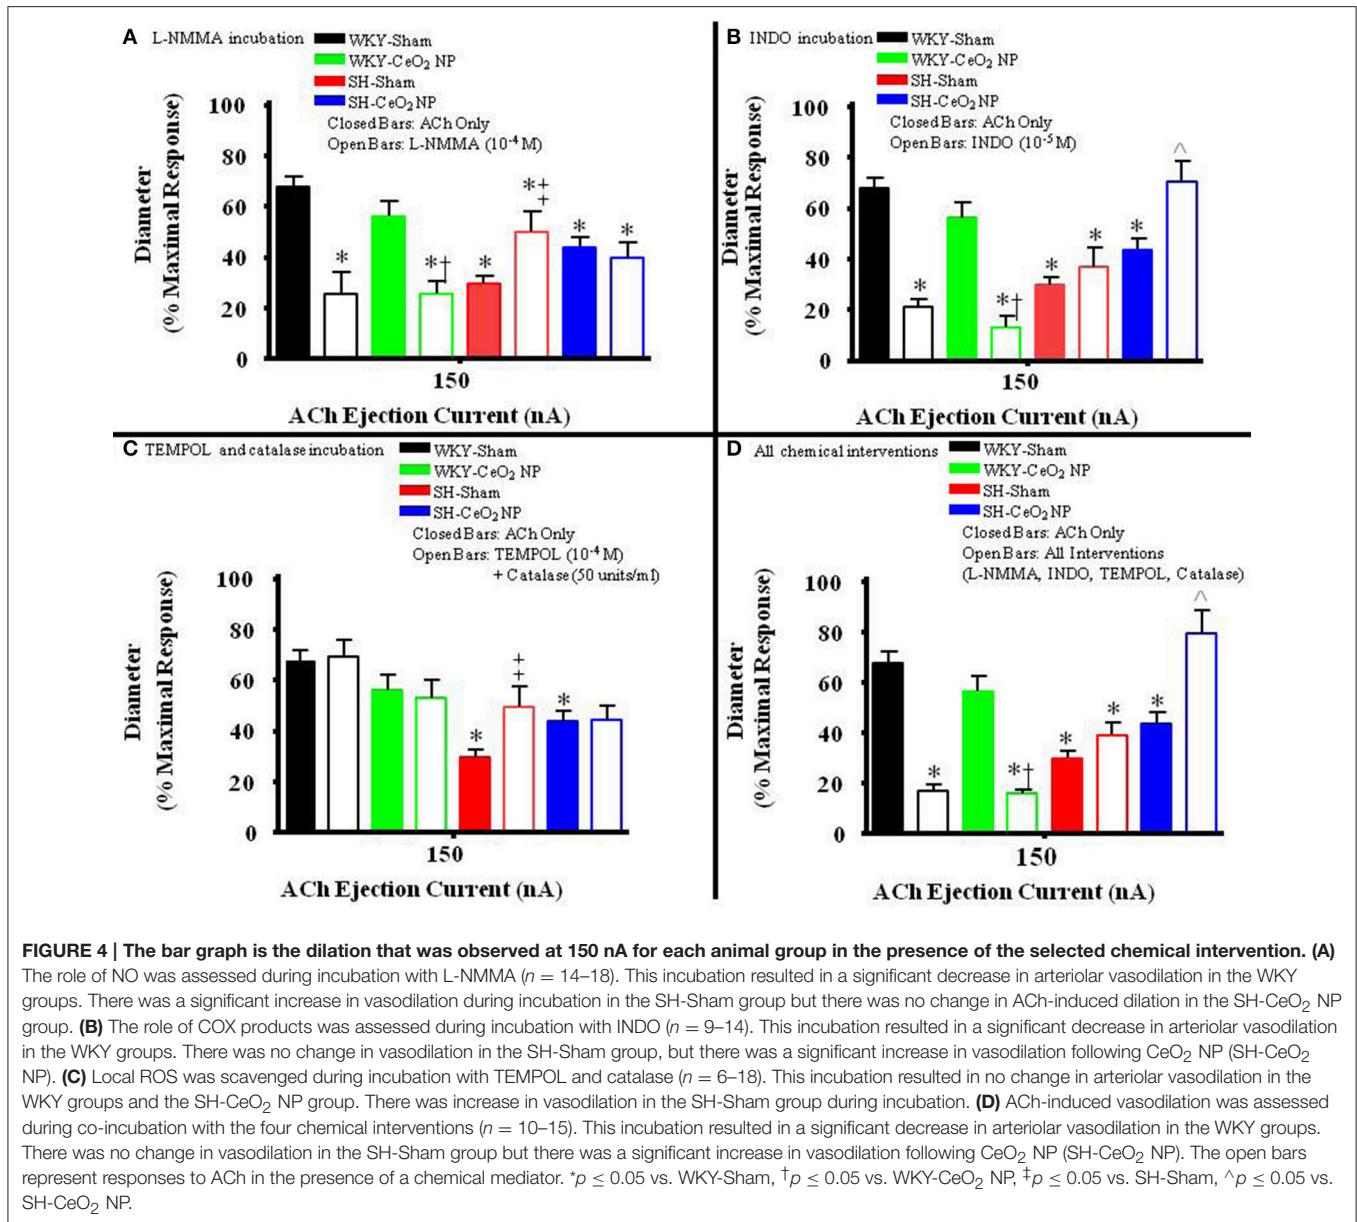 A L-NMMA incubation
WKY-Sham
WKY-CeO₂ NP
SH-Sham
SH-CeO₂NP
Closed Bars: ACh Only
Open Bars: L-NMMA (10⁻⁴ M)
Diameter
(% Maximal Response)
100
80
60
40
20
0
*
*†
*
*‡
*
*
150
ACh Ejection Current (nA)
B INDO incubation
WKY-Sham
WKY-CeO₂ NP
SH-Sham
SH-CeO₂NP
Closed Bars: ACh Only
Open Bars: INDO (10⁻⁵ M)
Diameter
(% Maximal Response)
100
80
60
40
20
0
*
*†
*
*
*
^
150
ACh Ejection Current (nA)
C TEMPOL and catalase incubation
WKY-Sham
WKY-CeO₂ NP
SH-Sham
SH-CeO₂NP
Closed Bars: ACh Only
Open Bars: TEMPOL (10⁻⁴ M)
+ Catalase (50 units/ml)
Diameter
(% Maximal Response)
100
80
60
40
20
0
*
‡
*
150
ACh Ejection Current (nA)
D All chemical interventions
WKY-Sham
WKY-CeO₂ NP
SH-Sham
SH-CeO₂NP
Closed Bars: ACh Only
Open Bars: All Interventions
(L-NMMA, INDO, TEMPOL, Catalase)
Diameter
(% Maximal Response)
100
80
60
40
20
0
*
*†
*
*
*
^
150
ACh Ejection Current (nA)
FIGURE 4 | The bar graph is the dilation that was observed at 150 nA for each animal group in the presence of the selected chemical intervention. (A)
The role of NO was assessed during incubation with L-NMMA (n = 14–18). This incubation resulted in a significant decrease in arteriolar vasodilation in the WKY
groups. There was a significant increase in vasodilation during incubation in the SH-Sham group but there was no change in ACh-induced dilation in the SH-CeO₂ NP
group. (B) The role of COX products was assessed during incubation with INDO (n = 9–14). This incubation resulted in a significant decrease in arteriolar vasodilation
in the WKY groups. There was no change in vasodilation in the SH-Sham group, but there was a significant increase in vasodilation following CeO₂ NP (SH-CeO₂
NP). (C) Local ROS was scavenged during incubation with TEMPOL and catalase (n = 6–18). This incubation resulted in no change in arteriolar vasodilation in the
WKY groups and the SH-CeO₂ NP group. There was increase in vasodilation in the SH-Sham group during incubation. (D) ACh-induced vasodilation was assessed
during co-incubation with the four chemical interventions (n = 10–15). This incubation resulted in a significant decrease in arteriolar vasodilation in the WKY groups.
There was no change in vasodilation in the SH-Sham group but there was a significant increase in vasodilation following CeO₂ NP (SH-CeO₂ NP). The open bars
represent responses to ACh in the presence of a chemical mediator. *p ≤ 0.05 vs. WKY-Sham, †p ≤ 0.05 vs. WKY-CeO₂ NP, ‡p ≤ 0.05 vs. SH-Sham, ^p ≤ 0.05 vs.
SH-CeO₂ NP.